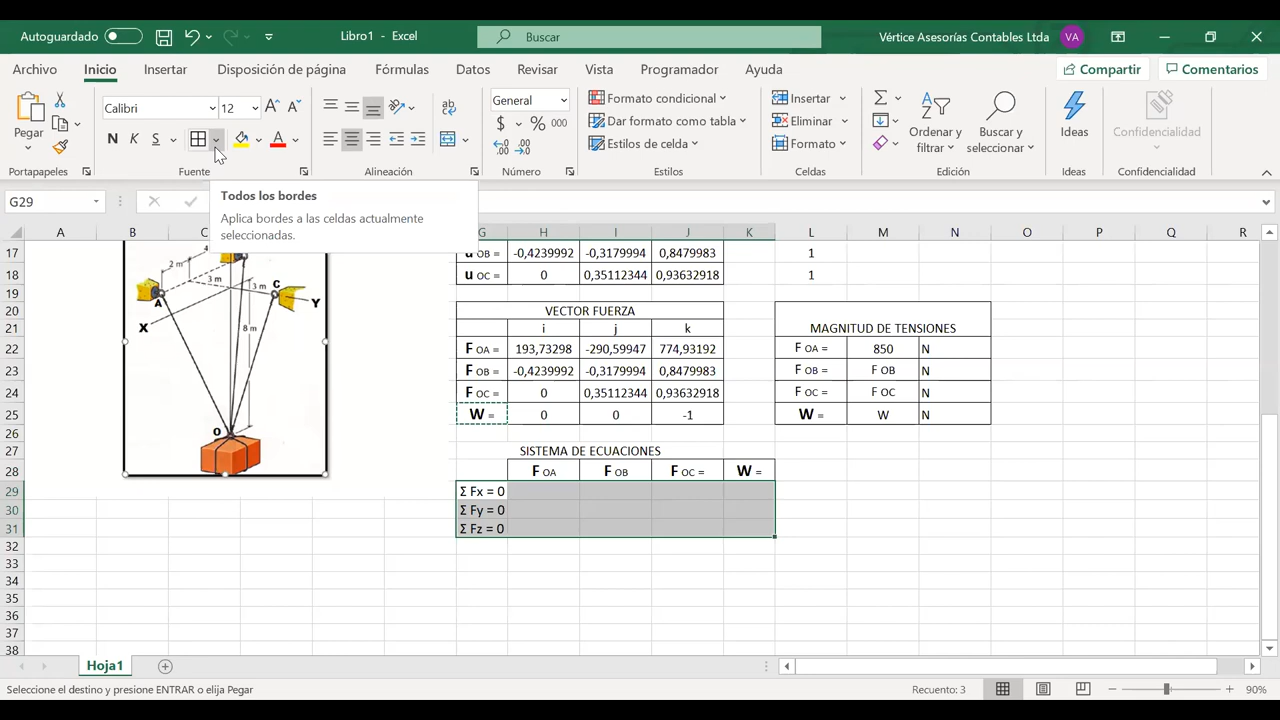 Autoguardado
Libro1 - Excel
Buscar
Vértice Asesorías Contables Ltda
VA
Archivo Inicio Insertar Disposición de página Fórmulas Datos Revisar Vista Programador Ayuda
Compartir Comentarios
Pegar
Calibri 12
N K S
General
$ % 000
Formato condicional
Dar formato como tabla
Estilos de celda
Insertar
Eliminar
Formato
Ordenar y filtrar
Buscar y seleccionar
Ideas
Confidencialidad
Portapapeles Fuente Alineación Número Estilos Celdas Edición Ideas Confidencialidad
G29
Todos los bordes
Aplica bordes a las celdas actualmente
seleccionadas.
A B C G H I J K L M N O P Q R
17 u OB = -0,4239992 -0,3179994 0,8479983 1
18 u OC = 0 0,35112344 0,93632918 1
19
20 VECTOR FUERZA
21 i j k MAGNITUD DE TENSIONES
22 F OA = 193,73298 -290,59947 774,93192 F OA = 850 N
23 F OB = -0,4239992 -0,3179994 0,8479983 F OB = F OB N
24 F OC = 0 0,35112344 0,93632918 F OC = F OC N
25 W = 0 0 -1 W = W N
26
27 SISTEMA DE ECUACIONES
28 F OA F OB F OC = W =
29 Σ Fx = 0
30 Σ Fy = 0
31 Σ Fz = 0
32
33
34
35
36
37
38
4
2 m
3 m
3 m
A
C
Y
X
8 m
O
Hoja1
Seleccione el destino y presione ENTRAR o elija Pegar
Recuento: 3
90%